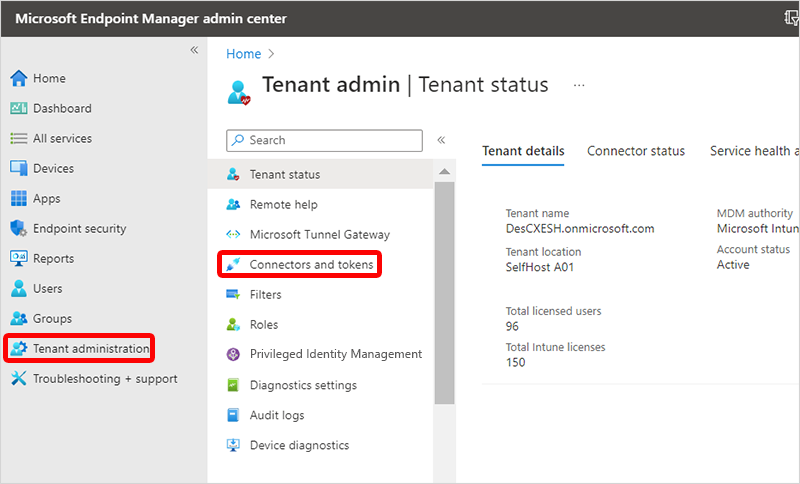 Microsoft Endpoint Manager admin center
«
Home
Dashboard
All services
Devices
Apps
Endpoint security
Reports
Users
Groups
Tenant administration
Troubleshooting + support
Home >
Tenant admin | Tenant status ...
Search
«
Tenant status
Remote help
Microsoft Tunnel Gateway
Connectors and tokens
Filters
Roles
Privileged Identity Management
Diagnostics settings
Audit logs
Device diagnostics
Tenant details Connector status Service health a
Tenant name
DesCXESH.onmicrosoft.com
Tenant location
SelfHost A01
Total licensed users
96
Total Intune licenses
150
MDM authority
Microsoft Intun
Account status
Active